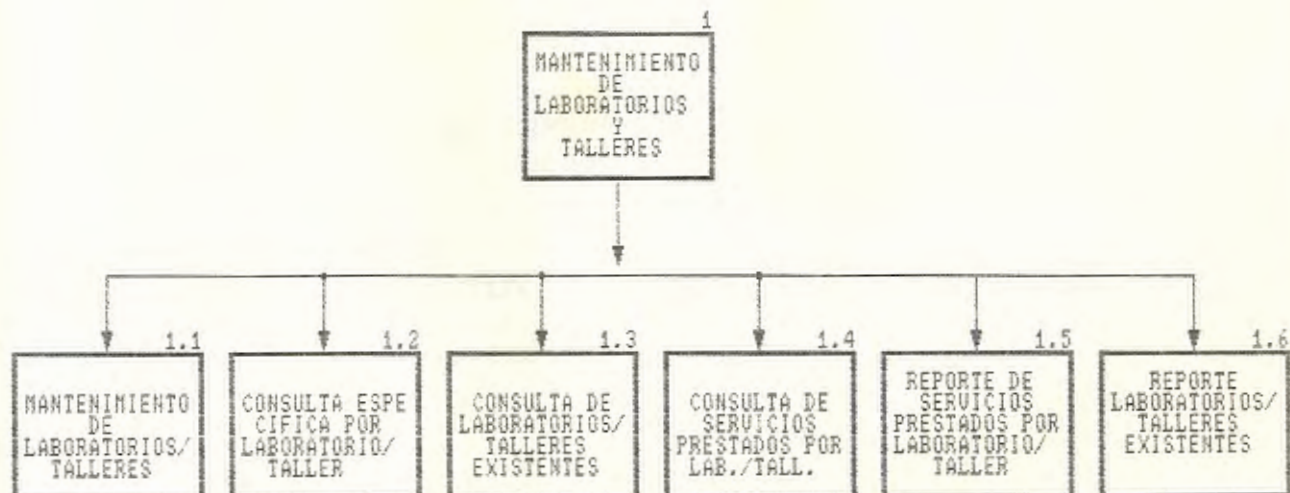 1
MANTENIMIENTO
DE
LABORATORIOS
Y
TALLERES
1.1
MANTENIMIENTO
DE
LABORATORIOS/
TALLERES
1.2
CONSULTA ESPE
CIFICA POR
LABORATORIO/
TALLER
1.3
CONSULTA DE
LABORATORIOS/
TALLERES
EXISTENTES
1.4
CONSULTA DE
SERVICIOS
PRESTADOS POR
LAB./TALL.
1.5
REPORTE DE
SERVICIOS
PRESTADOS POR
LABORATORIO/
TALLER
1.6
REPORTE
LABORATORIOS/
TALLERES
EXISTENTES